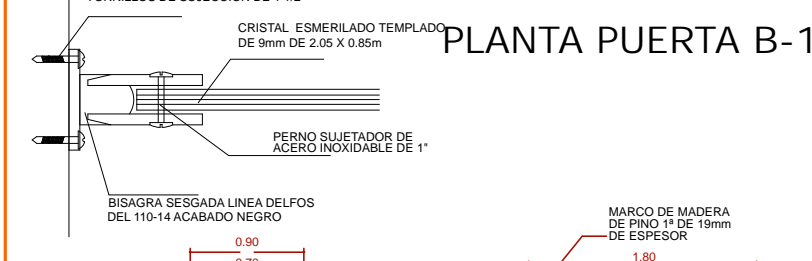 CRISTAL ESMERILADO TEMPLADO
DE 9mm DE 2.05 X 0.85m
PLANTA PUERTA B-1
PERNO SUJETADOR DE
ACERO INOXIDABLE DE 1"
BISAGRA SESGADA LINEA DELFOS
DEL 110-14 ACABADO NEGRO
MARCO DE MADERA
DE PINO 1ª DE 19mm
DE ESPESOR
0.90
1.80